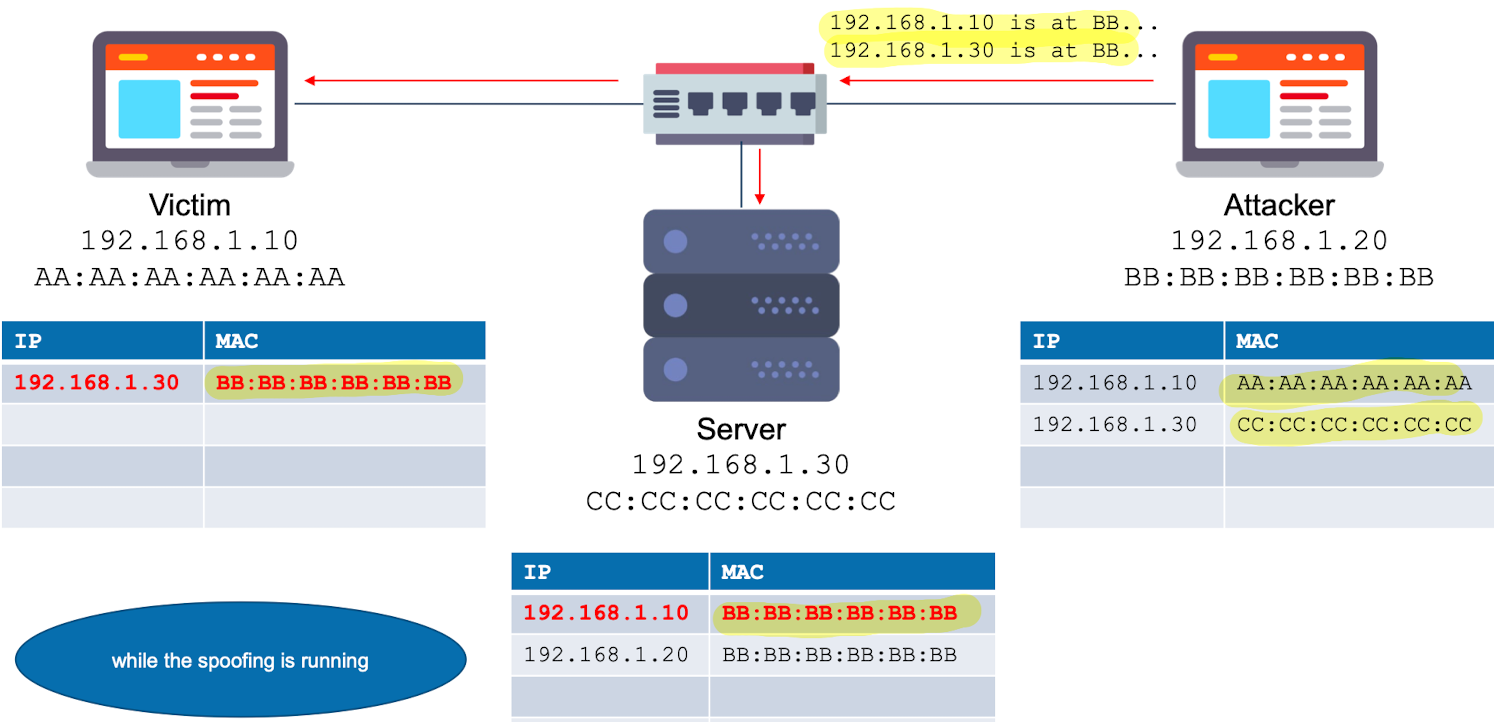 192.168.1.10 is at BB...
192.168.1.30 is at BB...
Victim
192.168.1.10
AA:AA:AA:AA:AA:AA
Attacker
192.168.1.20
BB:BB:BB:BB:BB:BB
IP MAC
192.168.1.30 BB:BB:BB:BB:BB:BB
Server
192.168.1.30
CC:CC:CC:CC:CC:CC
IP MAC
192.168.1.10 AA:AA:AA:AA:AA:AA
192.168.1.30 CC:CC:CC:CC:CC:CC
IP MAC
192.168.1.10 BB:BB:BB:BB:BB:BB
192.168.1.20 BB:BB:BB:BB:BB:BB
while the spoofing is running